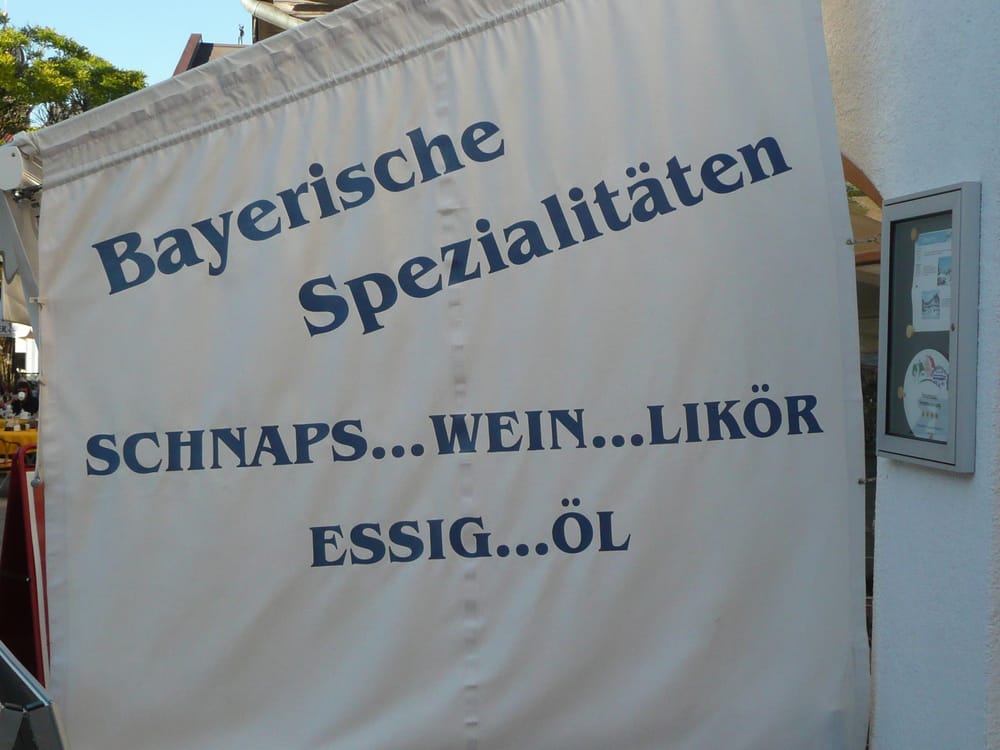 Bayerische
Spezialitäten
SCHNAPS...WEIN...LIKÖR
ESSIG...ÖL